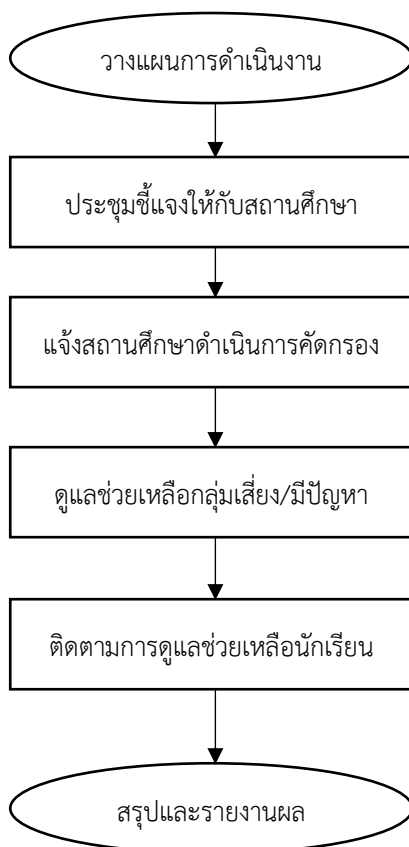 วางแผนการดำเนินงาน
ประชุมชี้แจงให้กับสถานศึกษา
แจ้งสถานศึกษาดำเนินการคัดกรอง
ดูแลช่วยเหลือกลุ่มเสี่ยง/มีปัญหา
ติดตามการดูแลช่วยเหลือนักเรียน
สรุปและรายงานผล